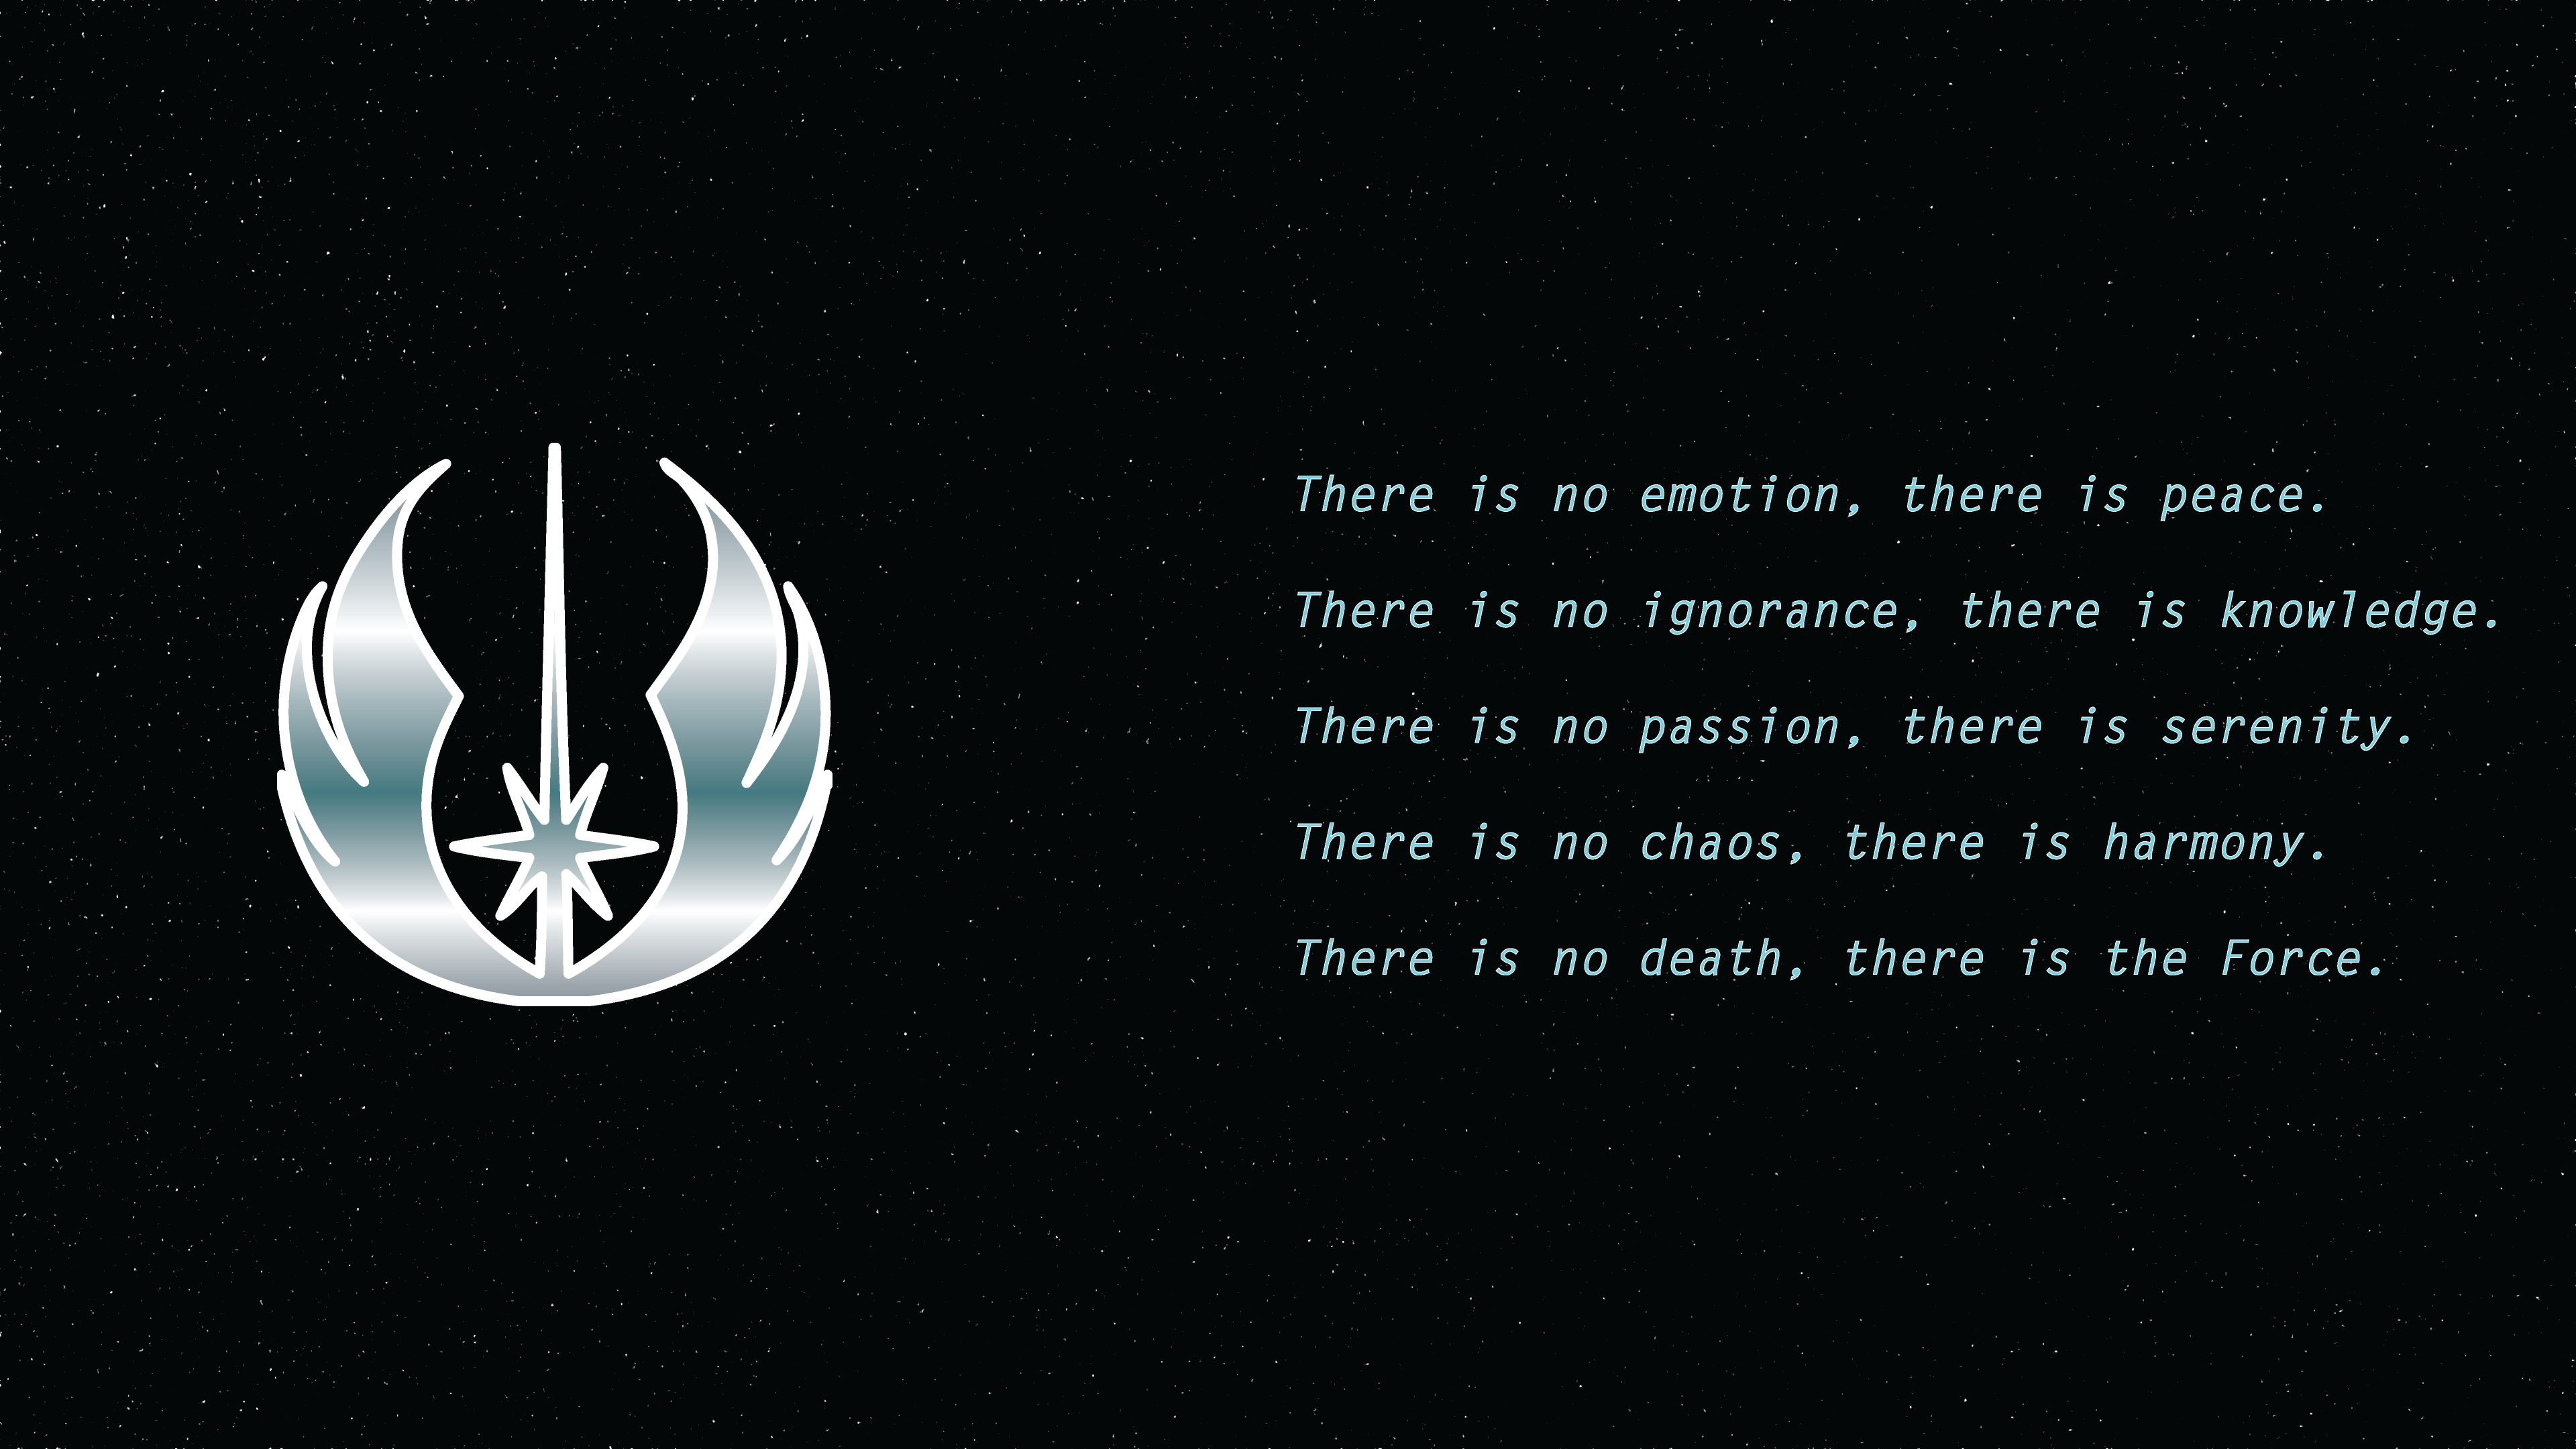 There is no emotion, there is peace.
There is no ignorance, there is knowledge.
There is no passion, there is serenity.
There is no chaos, there is harmony.
There is no death, there is the Force.